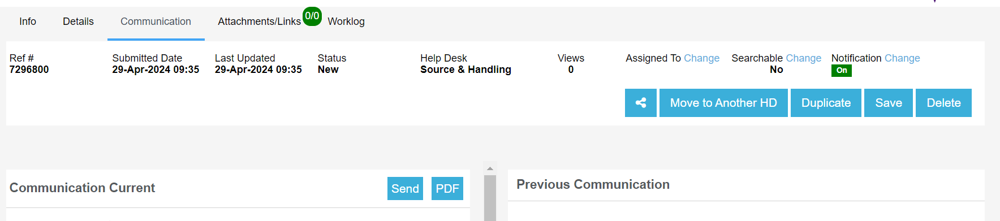 Info Details Communication Attachments/Links 0/0 Worklog
Ref # Submitted Date Last Updated Status Help Desk Views Assigned To Change Searchable Change Notification Change
7296800 29-Apr-2024 09:35 29-Apr-2024 09:35 New Source & Handling 0 No On
Move to Another HD Duplicate Save Delete
Communication Current Send PDF Previous Communication